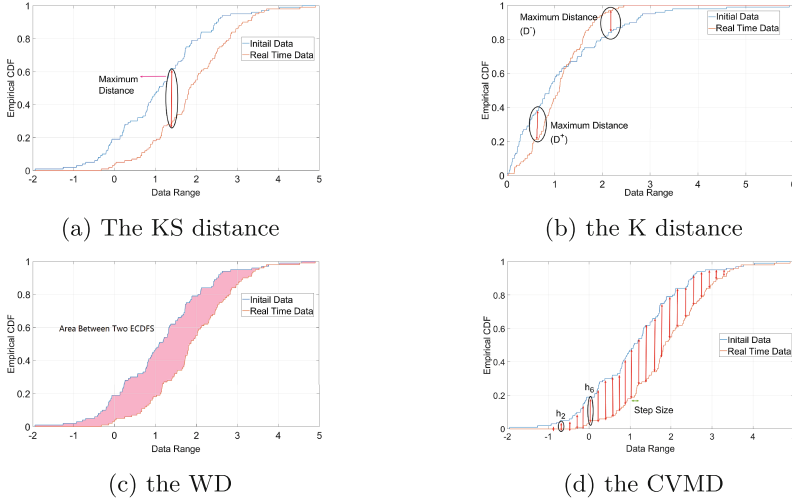 1
0.8
0.6
0.4
0.2
0
Empirical CDF
Maximum
Distance
Initail Data
Real Time Data
-2 -1 0 1 2 3 4 5
Data Range
(a) The KS distance
1
0.8
0.6
0.4
0.2
0
Empirical CDF
Maximum Distance
(D⁻)
Maximum Distance
(D⁺)
Initial Data
Real Time Data
0 1 2 3 4 5 6
Data Range
(b) the K distance
1
0.8
0.6
0.4
0.2
0
Empirical CDF
Area Between Two ECDFS
Initail Data
Real Time Data
-2 -1 0 1 2 3 4 5
Data Range
(c) the WD
1
0.8
0.6
0.4
0.2
0
Empirical CDF
h₂
h₆
Step Size
Initail Data
Real Time Data
-2 -1 0 1 2 3 4
Data Range
(d) the CVMD